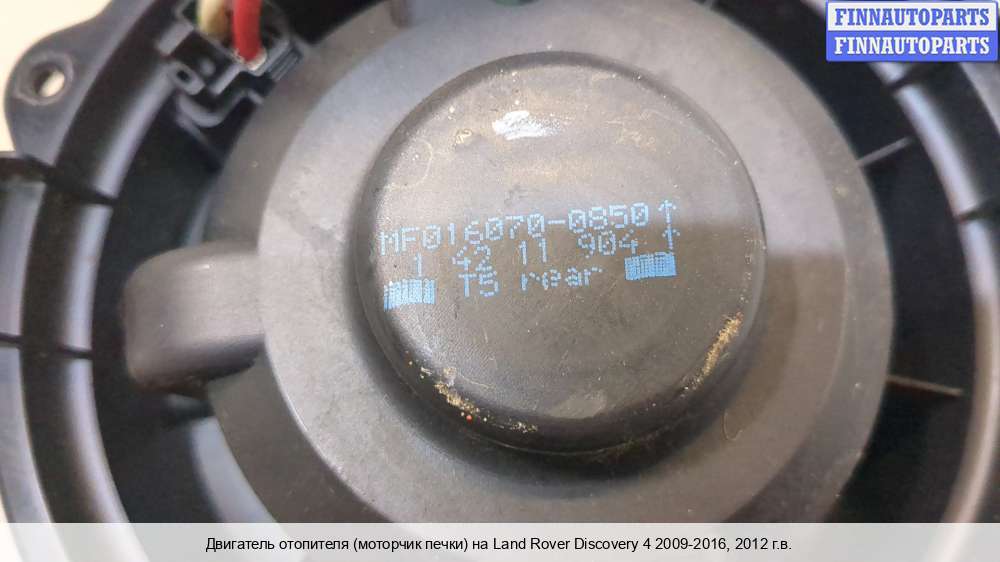 FINNAUTOPARTS
FINNAUTOPARTS
MF016070-0850↑
1 42 11 904 ↑
T5 rear
Двигатель отопителя (моторчик печки) на Land Rover Discovery 4 2009-2016, 2012 г.в.